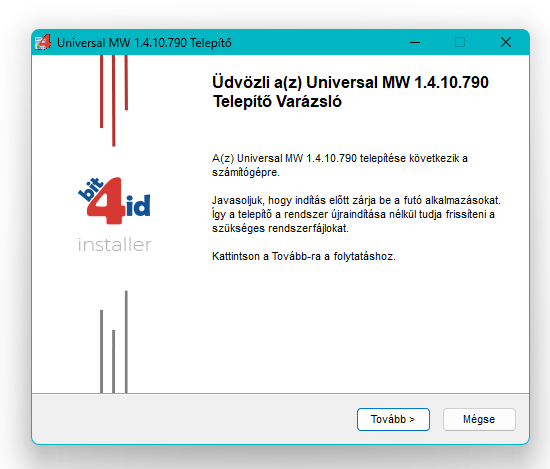 Universal MW 1.4.10.790 Telepítő
Üdvözli a(z) Universal MW 1.4.10.790
Telepítő Varázsló
A(z) Universal MW 1.4.10.790 telepítése következik a
számítógépre.
Javasoljuk, hogy indítás előtt zárja be a futó alkalmazásokat.
Így a telepítő a rendszer újraindítása nélkül tudja frissíteni a
szükséges rendszerfájlokat.
Kattintson a Tovább-ra a folytatáshoz.
bit
4id
installer
Tovább >
Mégse